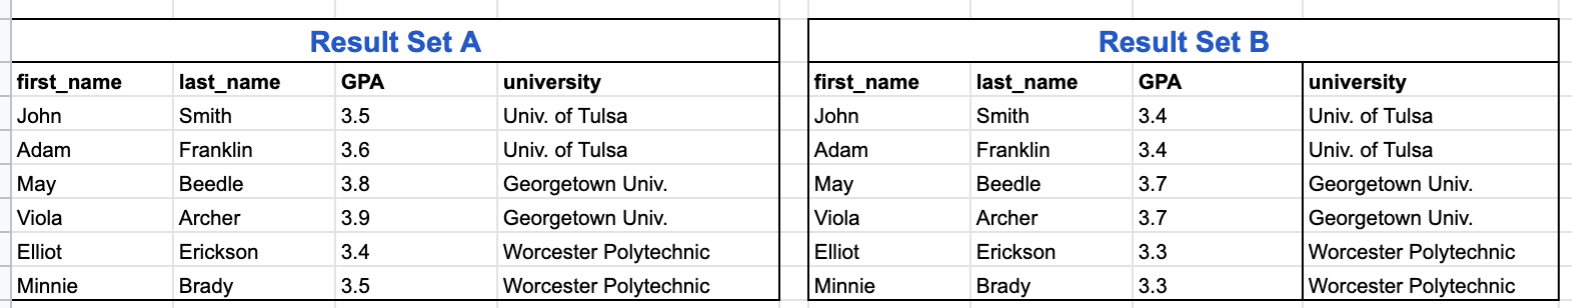 Result Set A
first_name last_name GPA university
John Smith 3.5 Univ. of Tulsa
Adam Franklin 3.6 Univ. of Tulsa
May Beedle 3.8 Georgetown Univ.
Viola Archer 3.9 Georgetown Univ.
Elliot Erickson 3.4 Worcester Polytechnic
Minnie Brady 3.5 Worcester Polytechnic
Result Set B
first_name last_name GPA university
John Smith 3.4 Univ. of Tulsa
Adam Franklin 3.4 Univ. of Tulsa
May Beedle 3.7 Georgetown Univ.
Viola Archer 3.7 Georgetown Univ.
Elliot Erickson 3.3 Worcester Polytechnic
Minnie Brady 3.3 Worcester Polytechnic